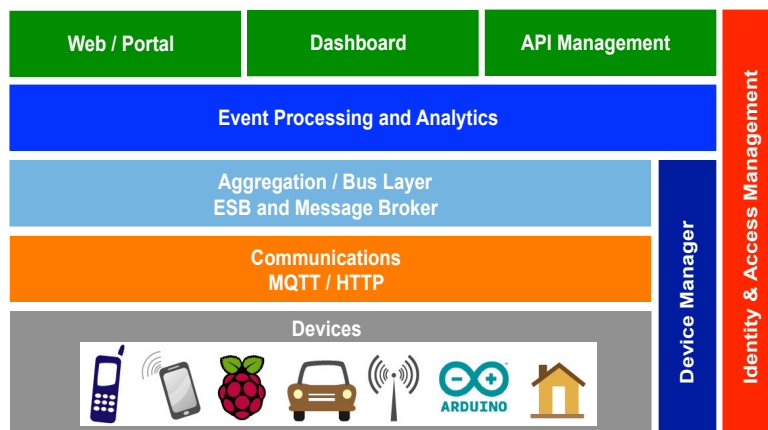 Web / Portal
Dashboard
API Management
Event Processing and Analytics
Aggregation / Bus Layer
ESB and Message Broker
Communications
MQTT / HTTP
Devices
ARDUINO
Device Manager
Identity & Access Management